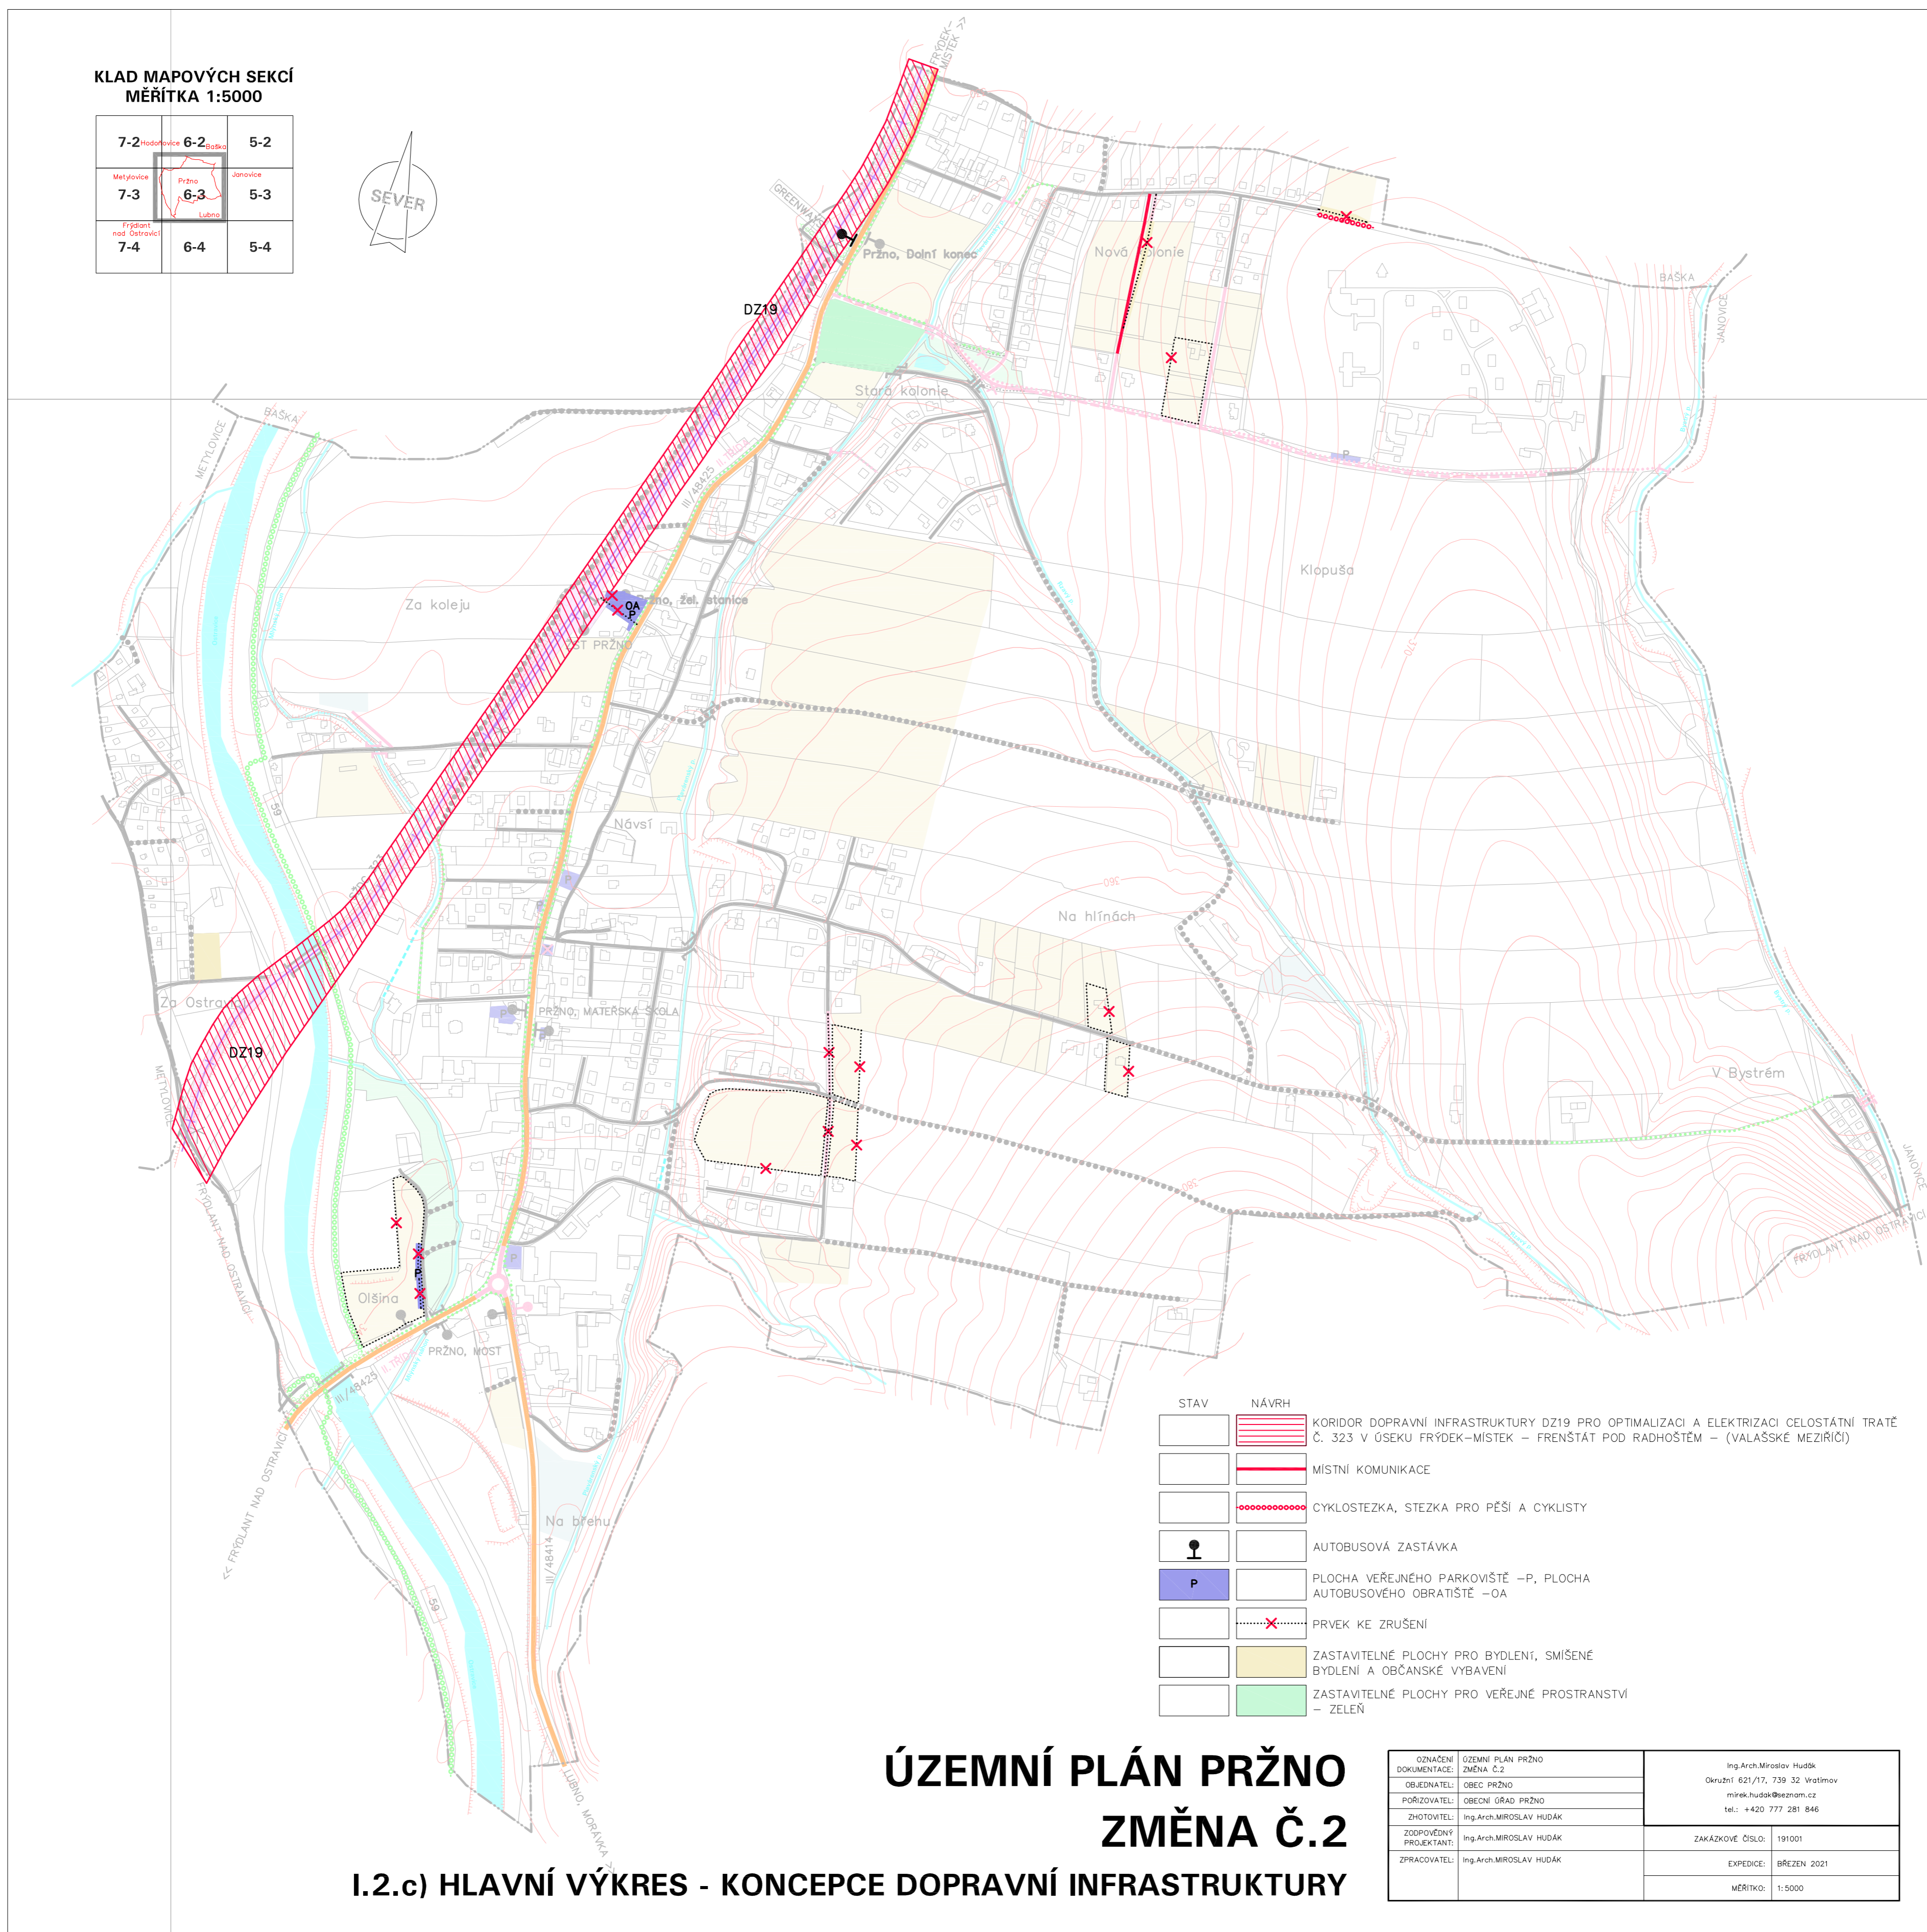 KLAD MAPOVÝCH SEKCÍ
MĚŘÍTKA 1:5000
7-2
Hodoňovice
6-2
Baška
5-2
Metylovice
7-3
Pržno
6-3
Janovice
5-3
Lubno
Frýdlant
nad Ostravicí
7-4
6-4
5-4
SEVER
FRÝDEK-
MÍSTEK >>
GREENWAY
Pržno, Dolní konec
Nová kolonie
BAŠKA
JANOVICE
DZ19
Stará kolonie
METYLOVICE
BAŠKA
II.TŘÍDA
III/48425
P
Klopuša
Za koleju
OA
P
Pržno, žel. stanice
ŽST PRŽNO
370
59
Návsí
P
360
Na hlínách
Za Ostravicí
P
PRŽNO, MATEŘSKÁ ŠKOLA
P
DZ19
METYLOVICE
V Bystrém
JANOVICE
380
FRÝDLANT NAD OSTRAVICÍ
FRÝDLANT NAD OSTRAVICÍ
P
P
Olšina
PRŽNO, MOST
II.TŘÍDA
III/48425
<< FRÝDLANT NAD OSTRAVICÍ
Na břehu
III/48414
59
LUBNO, MORÁVKA >>
STAV NÁVRH
KORIDOR DOPRAVNÍ INFRASTRUKTURY DZ19 PRO OPTIMALIZACI A ELEKTRIZACI CELOSTÁTNÍ TRATĚ
Č. 323 V ÚSEKU FRÝDEK-MÍSTEK - FRENŠTÁT POD RADHOŠTĚM - (VALAŠSKÉ MEZIŘÍČÍ)
MÍSTNÍ KOMUNIKACE
CYKLOSTEZKA, STEZKA PRO PĚŠÍ A CYKLISTY
AUTOBUSOVÁ ZASTÁVKA
P
PLOCHA VEŘEJNÉHO PARKOVIŠTĚ -P, PLOCHA
AUTOBUSOVÉHO OBRATIŠTĚ -OA
PRVEK KE ZRUŠENÍ
ZASTAVITELNÉ PLOCHY PRO BYDLENÍ, SMÍŠENÉ
BYDLENÍ A OBČANSKÉ VYBAVENÍ
ZASTAVITELNÉ PLOCHY PRO VEŘEJNÉ PROSTRANSTVÍ
- ZELEŇ
ÚZEMNÍ PLÁN PRŽNO
ZMĚNA Č.2
I.2.c) HLAVNÍ VÝKRES - KONCEPCE DOPRAVNÍ INFRASTRUKTURY
OZNAČENÍ
DOKUMENTACE:
ÚZEMNÍ PLÁN PRŽNO
ZMĚNA Č.2
OBJEDNATEL: OBEC PRŽNO
POŘIZOVATEL: OBECNÍ ÚŘAD PRŽNO
ZHOTOVITEL: Ing.Arch.MIROSLAV HUDÁK
ZODPOVĚDNÝ
PROJEKTANT:
Ing.Arch.MIROSLAV HUDÁK
ZPRACOVATEL: Ing.Arch.MIROSLAV HUDÁK
Ing.Arch.Miroslav Hudák
Okružní 621/17, 739 32 Vratimov
mirek.hudak@seznam.cz
tel.: +420 777 281 846
ZAKÁZKOVÉ ČÍSLO: 191001
EXPEDICE: BŘEZEN 2021
MĚŘÍTKO: 1: 5000